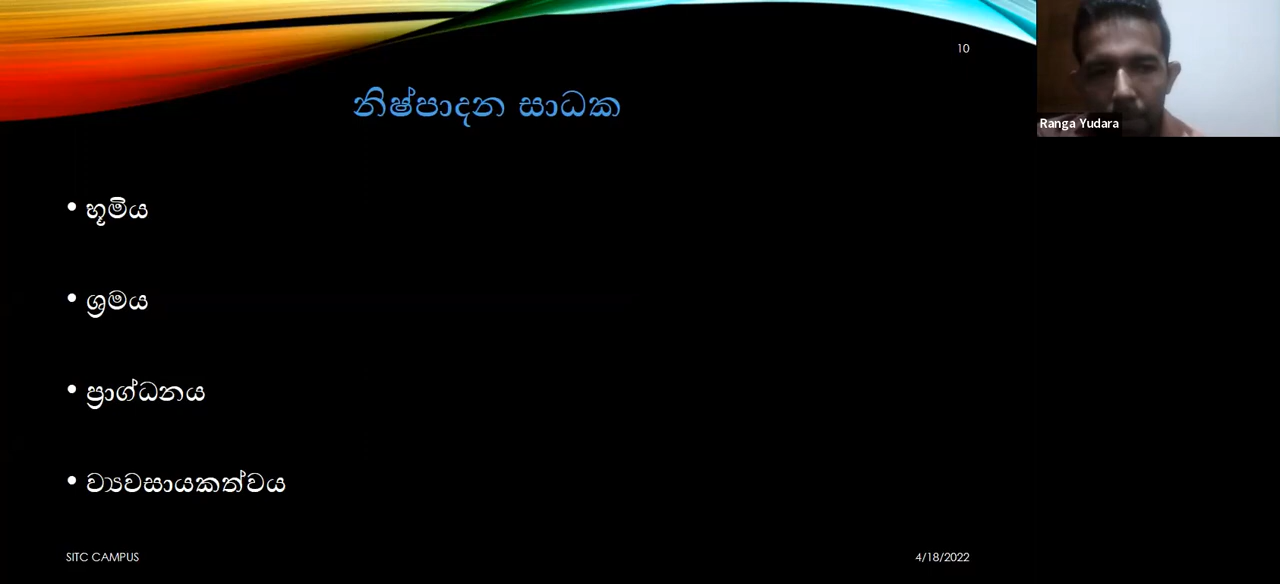 10
නිෂ්පාදන සාධක
Ranga Yudara
• භූමිය
• ශ්‍රමය
• ප්‍රාග්ධනය
• ව්‍යවසායකත්වය
SITC CAMPUS
4/18/2022